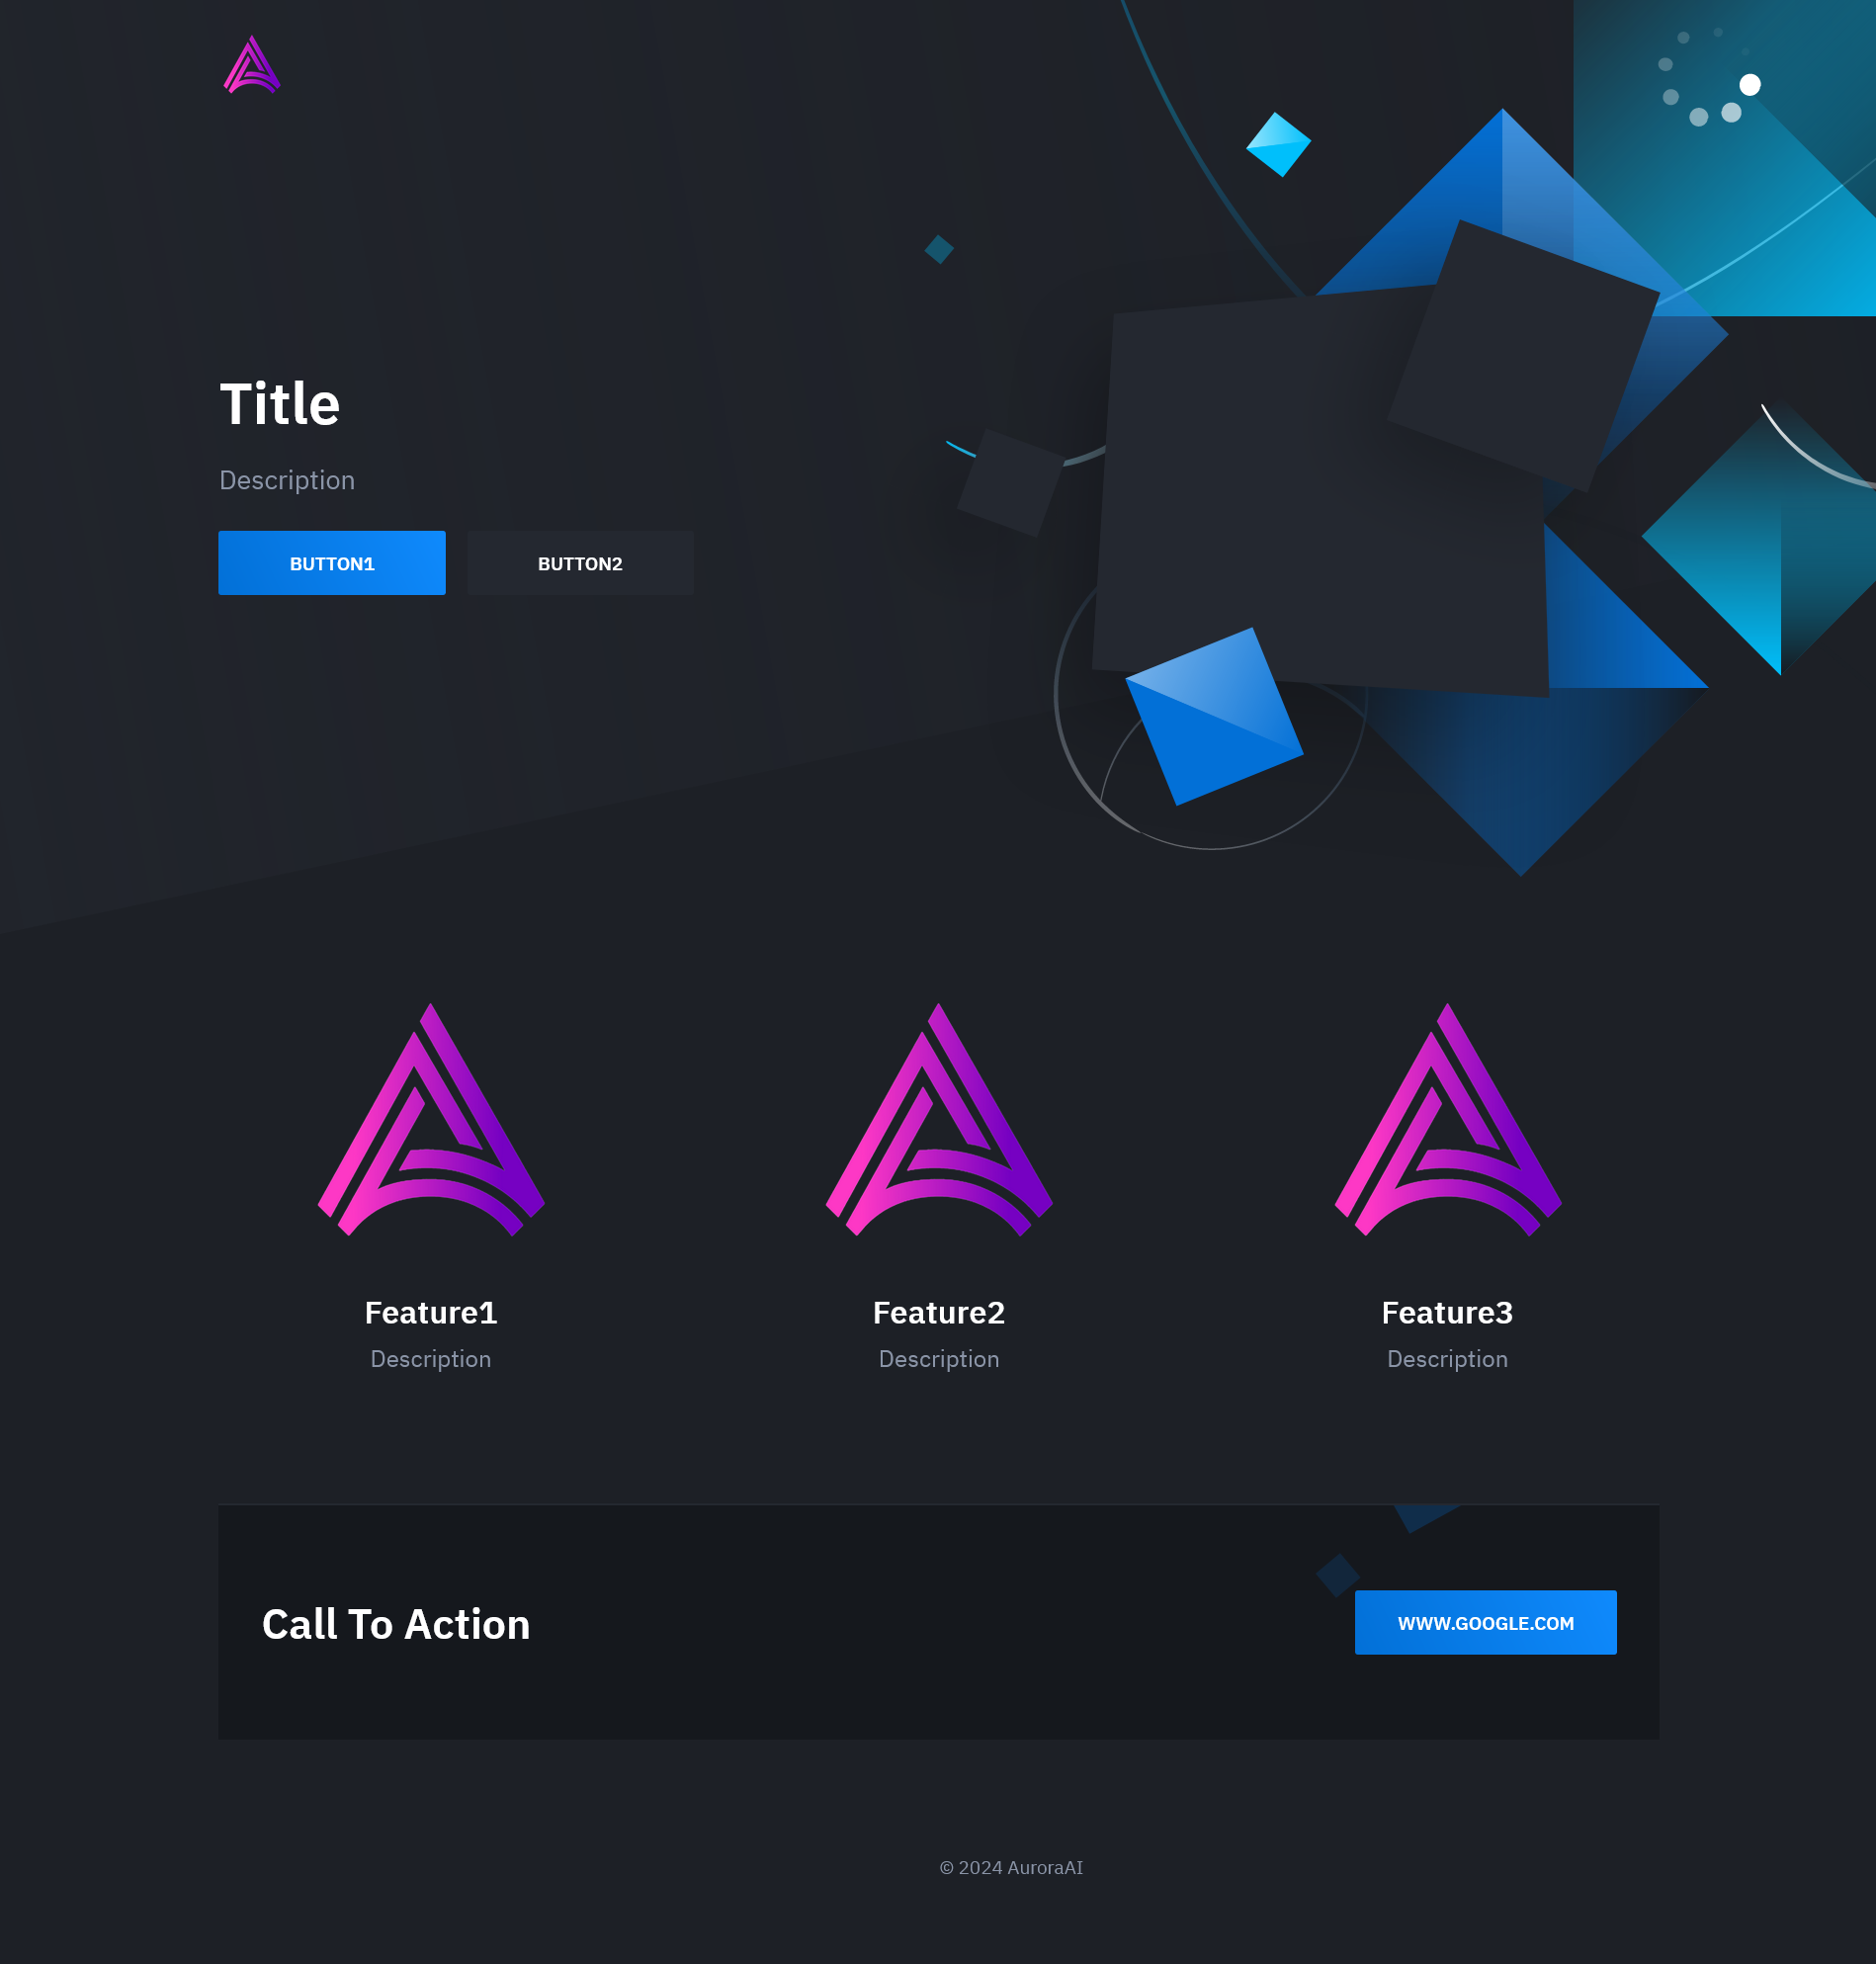 Title
Description
BUTTON1
BUTTON2
Feature1
Description
Feature2
Description
Feature3
Description
Call To Action
WWW.GOOGLE.COM
© 2024 AuroraAI